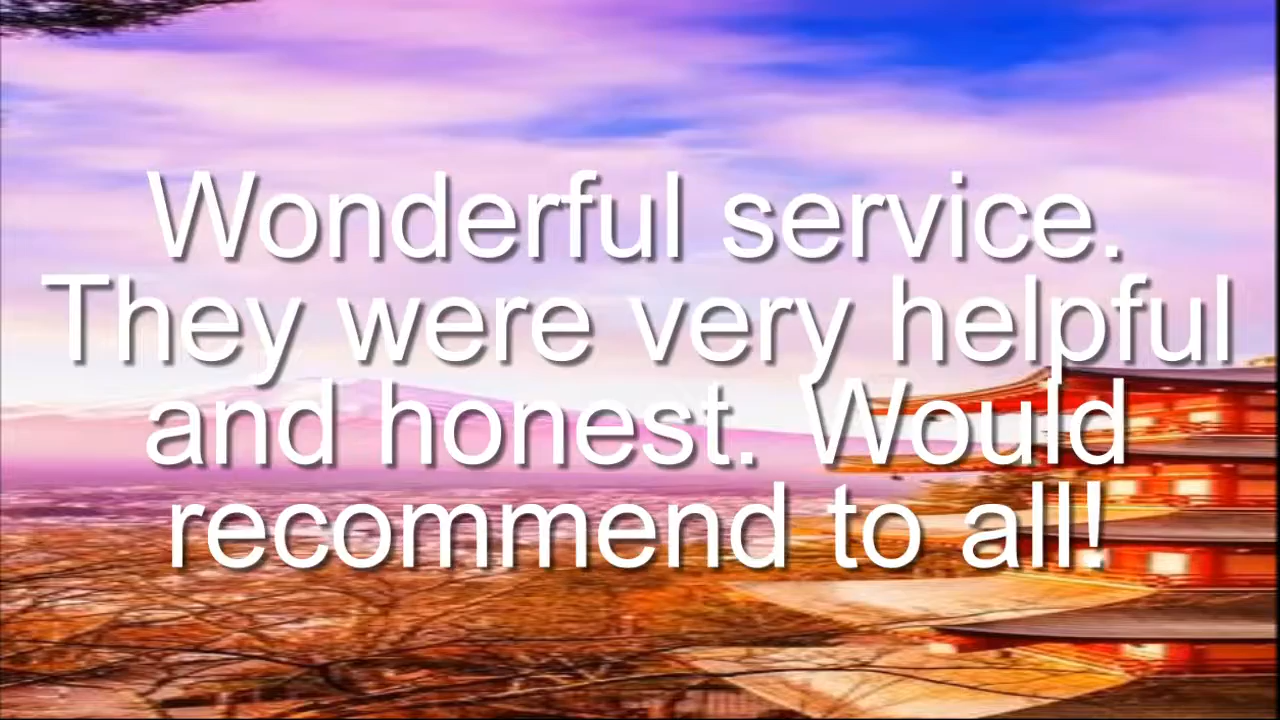 Wonderful service.
They were very helpful
and honest. Would
recommend to all!